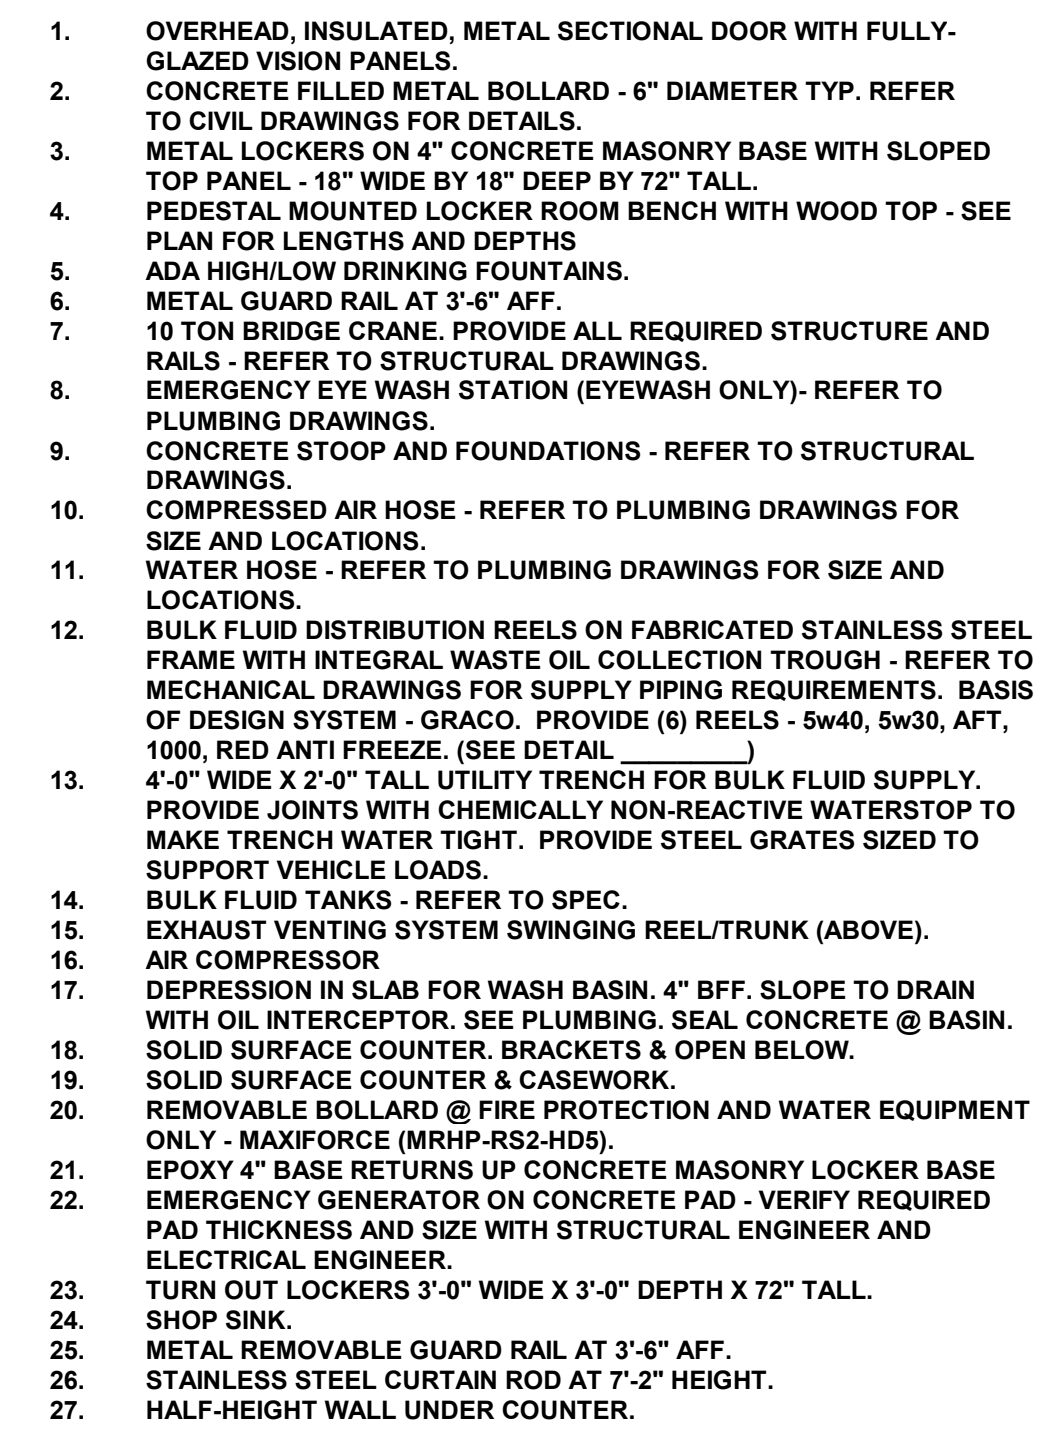 1. OVERHEAD, INSULATED, METAL SECTIONAL DOOR WITH FULLY-
GLAZED VISION PANELS.
2. CONCRETE FILLED METAL BOLLARD - 6" DIAMETER TYP. REFER
TO CIVIL DRAWINGS FOR DETAILS.
3. METAL LOCKERS ON 4" CONCRETE MASONRY BASE WITH SLOPED
TOP PANEL - 18" WIDE BY 18" DEEP BY 72" TALL.
4. PEDESTAL MOUNTED LOCKER ROOM BENCH WITH WOOD TOP - SEE
PLAN FOR LENGTHS AND DEPTHS
5. ADA HIGH/LOW DRINKING FOUNTAINS.
6. METAL GUARD RAIL AT 3'-6" AFF.
7. 10 TON BRIDGE CRANE. PROVIDE ALL REQUIRED STRUCTURE AND
RAILS - REFER TO STRUCTURAL DRAWINGS.
8. EMERGENCY EYE WASH STATION (EYEWASH ONLY)- REFER TO
PLUMBING DRAWINGS.
9. CONCRETE STOOP AND FOUNDATIONS - REFER TO STRUCTURAL
DRAWINGS.
10. COMPRESSED AIR HOSE - REFER TO PLUMBING DRAWINGS FOR
SIZE AND LOCATIONS.
11. WATER HOSE - REFER TO PLUMBING DRAWINGS FOR SIZE AND
LOCATIONS.
12. BULK FLUID DISTRIBUTION REELS ON FABRICATED STAINLESS STEEL
FRAME WITH INTEGRAL WASTE OIL COLLECTION TROUGH - REFER TO
MECHANICAL DRAWINGS FOR SUPPLY PIPING REQUIREMENTS.  BASIS
OF DESIGN SYSTEM - GRACO.  PROVIDE (6) REELS - 5w40, 5w30, AFT,
1000, RED ANTI FREEZE. (SEE DETAIL _________)
13. 4'-0" WIDE X 2'-0" TALL UTILITY TRENCH FOR BULK FLUID SUPPLY.
PROVIDE JOINTS WITH CHEMICALLY NON-REACTIVE WATERSTOP TO
MAKE TRENCH WATER TIGHT.  PROVIDE STEEL GRATES SIZED TO
SUPPORT VEHICLE LOADS.
14. BULK FLUID TANKS - REFER TO SPEC.
15. EXHAUST VENTING SYSTEM SWINGING REEL/TRUNK (ABOVE).
16. AIR COMPRESSOR
17. DEPRESSION IN SLAB FOR WASH BASIN. 4" BFF. SLOPE TO DRAIN
WITH OIL INTERCEPTOR. SEE PLUMBING. SEAL CONCRETE @ BASIN.
18. SOLID SURFACE COUNTER. BRACKETS & OPEN BELOW.
19. SOLID SURFACE COUNTER & CASEWORK.
20. REMOVABLE BOLLARD @ FIRE PROTECTION AND WATER EQUIPMENT
ONLY - MAXIFORCE (MRHP-RS2-HD5).
21. EPOXY 4" BASE RETURNS UP CONCRETE MASONRY LOCKER BASE
22. EMERGENCY GENERATOR ON CONCRETE PAD - VERIFY REQUIRED
PAD THICKNESS AND SIZE WITH STRUCTURAL ENGINEER AND
ELECTRICAL ENGINEER.
23. TURN OUT LOCKERS 3'-0" WIDE X 3'-0" DEPTH X 72" TALL.
24. SHOP SINK.
25. METAL REMOVABLE GUARD RAIL AT 3'-6" AFF.
26. STAINLESS STEEL CURTAIN ROD AT 7'-2" HEIGHT.
27. HALF-HEIGHT WALL UNDER COUNTER.